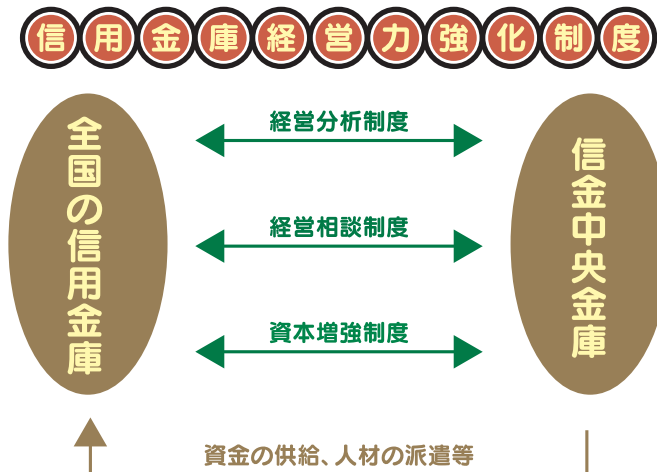 信用金庫経営力強化制度
全国の信用金庫
経営分析制度
経営相談制度
資本増強制度
信金中央金庫
資金の供給、人材の派遣等